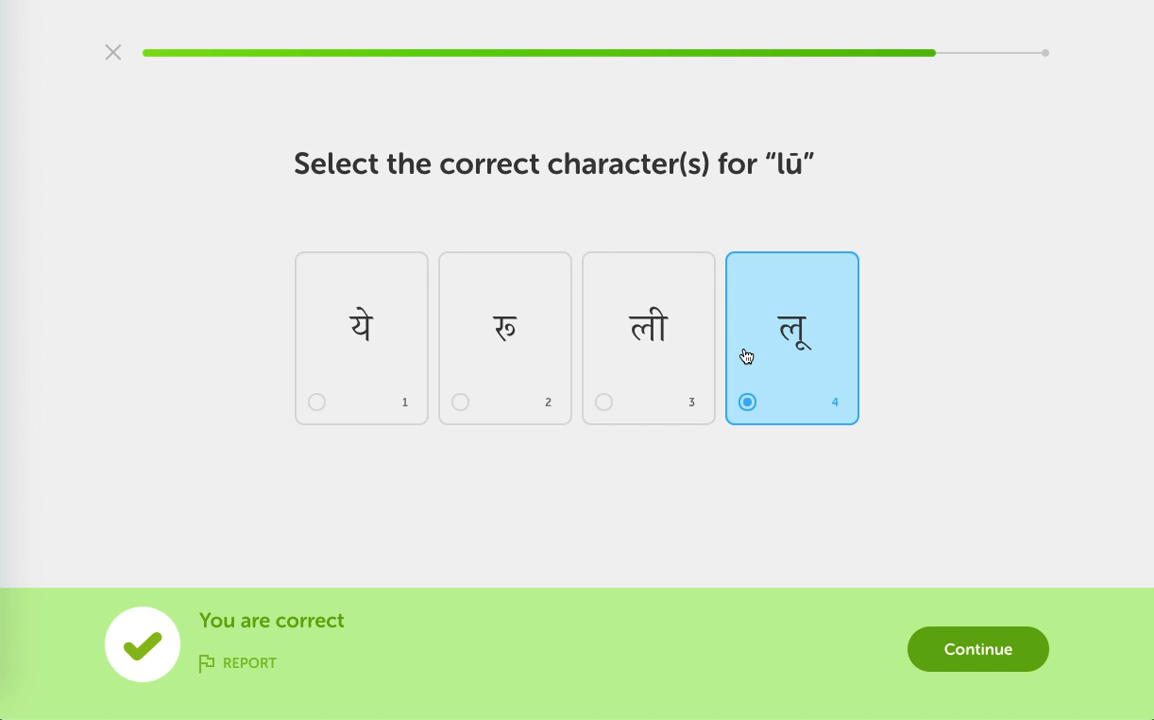 Select the correct character(s) for “lū”
ये
रू
ली
लू
1
2
3
4
You are correct
REPORT
Continue